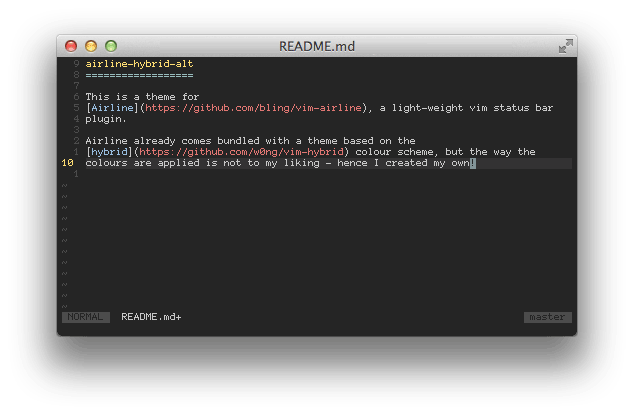 README.md
9 airline-hybrid-alt
8 ==================
7
6 This is a theme for
5 [Airline](https://github.com/bling/vim-airline), a light-weight vim status bar
4 plugin.
3
2 Airline already comes bundled with a theme based on the
1 [hybrid](https://github.com/w0ng/vim-hybrid) colour scheme, but the way the
10 colours are applied is not to my liking - hence I created my own!
1
~
~
~
~
~
~
~
~
~
~
~
~
NORMAL README.md+ master